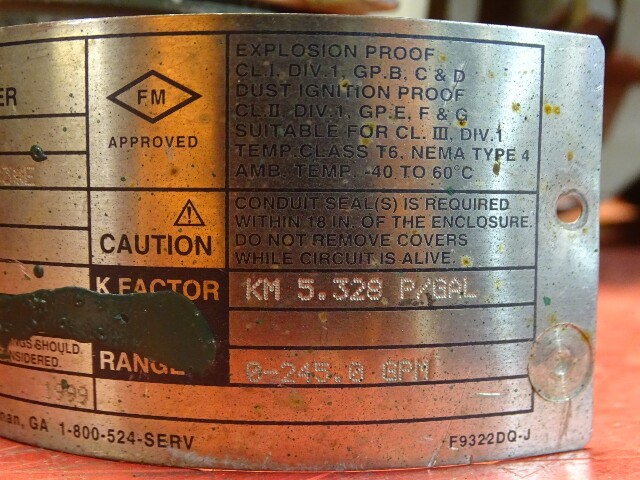 ER
FM
APPROVED
EXPLOSION PROOF
CL.I. DIV.1, GP.B, C & D
DUST IGNITION PROOF
CL.II. DIV.1, GP.E, F & G
SUITABLE FOR CL. III, DIV.1
TEMP.CLASS T6, NEMA TYPE 4
AMB. TEMP. -40 TO 60°C
CAUTION
CONDUIT SEAL(S) IS REQUIRED
WITHIN 18 IN. OF THE ENCLOSURE.
DO NOT REMOVE COVERS
WHILE CIRCUIT IS ALIVE.
K FACTOR
KM 5.328 P/GAL
NGS SHOULD
NSIDERED.
RANGE
0-245.0 GPM
1999
man, GA 1-800-524-SERV
F9322DQ-J